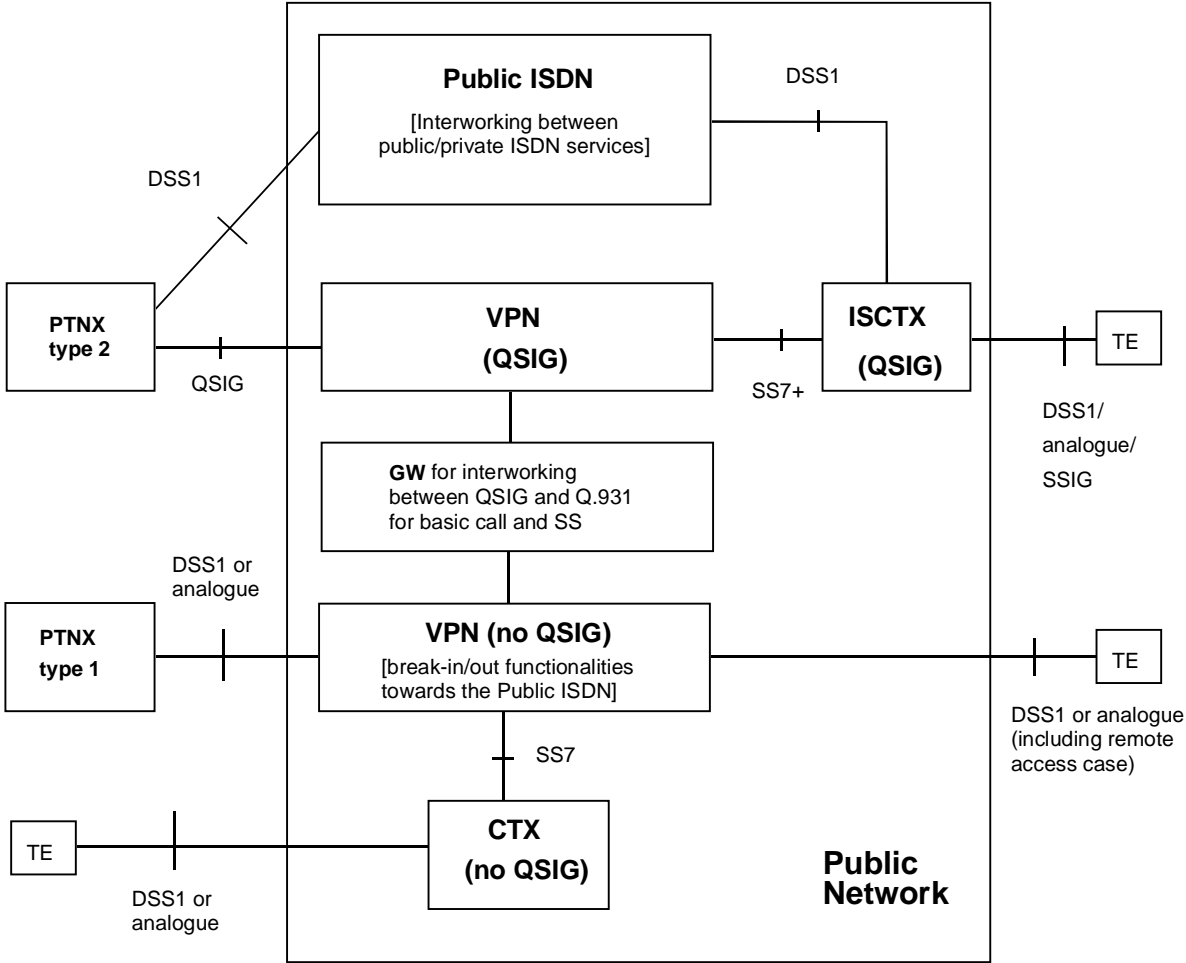 Public ISDN
[Interworking between
public/private ISDN services]
DSS1
DSS1
PTNX
type 2
QSIG
VPN
(QSIG)
SS7+
ISCTX
(QSIG)
TE
DSS1/
analogue/
SSIG
GW for interworking
between QSIG and Q.931
for basic call and SS
DSS1 or
analogue
PTNX
type 1
VPN (no QSIG)
[break-in/out functionalities
towards the Public ISDN]
TE
DSS1 or analogue
(including remote
access case)
SS7
CTX
(no QSIG)
TE
DSS1 or
analogue
Public
Network